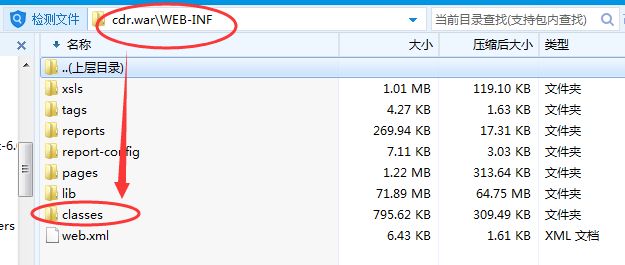 检测文件 cdr.war\WEB-INF 当前目录查找(支持包内查找)
名称 大小 压缩后大小 类型
..(上层目录)
xsls 1.01 MB 119.10 KB 文件夹
tags 4.27 KB 1.63 KB 文件夹
reports 269.94 KB 17.31 KB 文件夹
report-config 7.11 KB 3.03 KB 文件夹
pages 1.22 MB 313.64 KB 文件夹
lib 71.89 MB 64.75 MB 文件夹
classes 795.62 KB 309.49 KB 文件夹
web.xml 6.43 KB 1.61 KB XML 文档